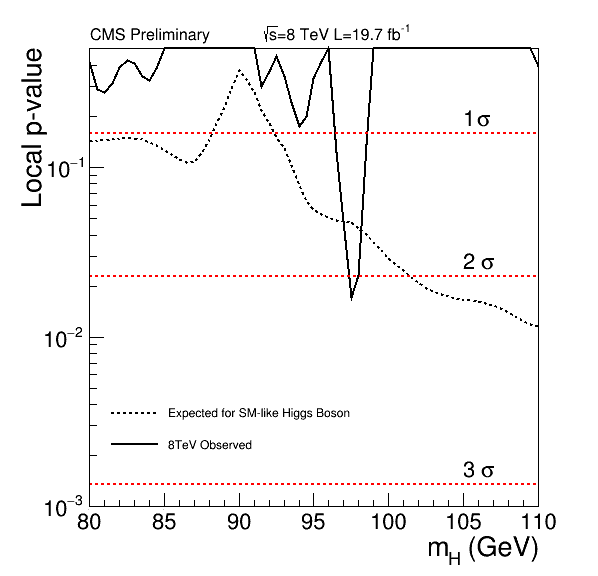 CMS Preliminary √s=8 TeV L=19.7 fb⁻¹
Local p-value
1σ
10⁻¹
2 σ
10⁻²
Expected for SM-like Higgs Boson
8TeV Observed
3 σ
10⁻³
80 85 90 95 100 105 110
m_H (GeV)